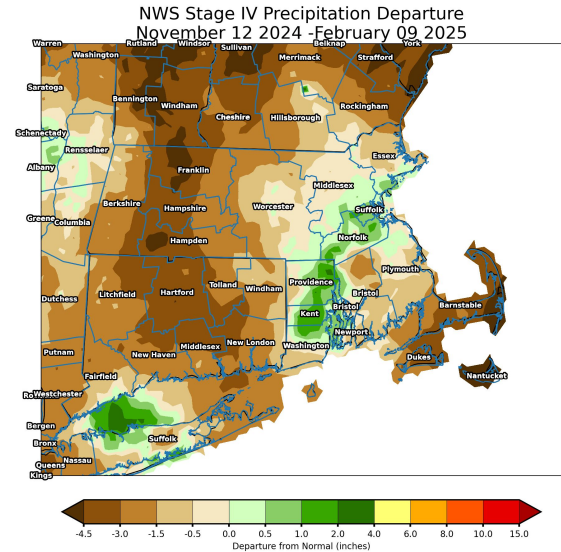 NWS Stage IV Precipitation Departure
November 12 2024 -February 09 2025
Warren
Rutland
Windsor
Sullivan
Belknap
York
Washington
Merrimack
Strafford
Saratoga
Bennington
Windham
Rockingham
Cheshire
Hillsborough
Schenectady
Rensselaer
Essex
Albany
Franklin
Middlesex
Berkshire
Hampshire
Worcester
Suffolk
Greene
Columbia
Hampden
Norfolk
Plymouth
Providence
Dutchess
Litchfield
Hartford
Tolland
Windham
Bristol
Bristol
Barnstable
Kent
Newport
Putnam
New Haven
Middlesex
New London
Washington
Dukes
Fairfield
Nantucket
Westchester
Bergen
Bronx
Suffolk
Nassau
Queens
Kings
-4.5 -3.0 -1.5 -0.5 0.0 0.5 1.0 2.0 4.0 6.0 8.0 10.0 15.0
Departure from Normal (inches)